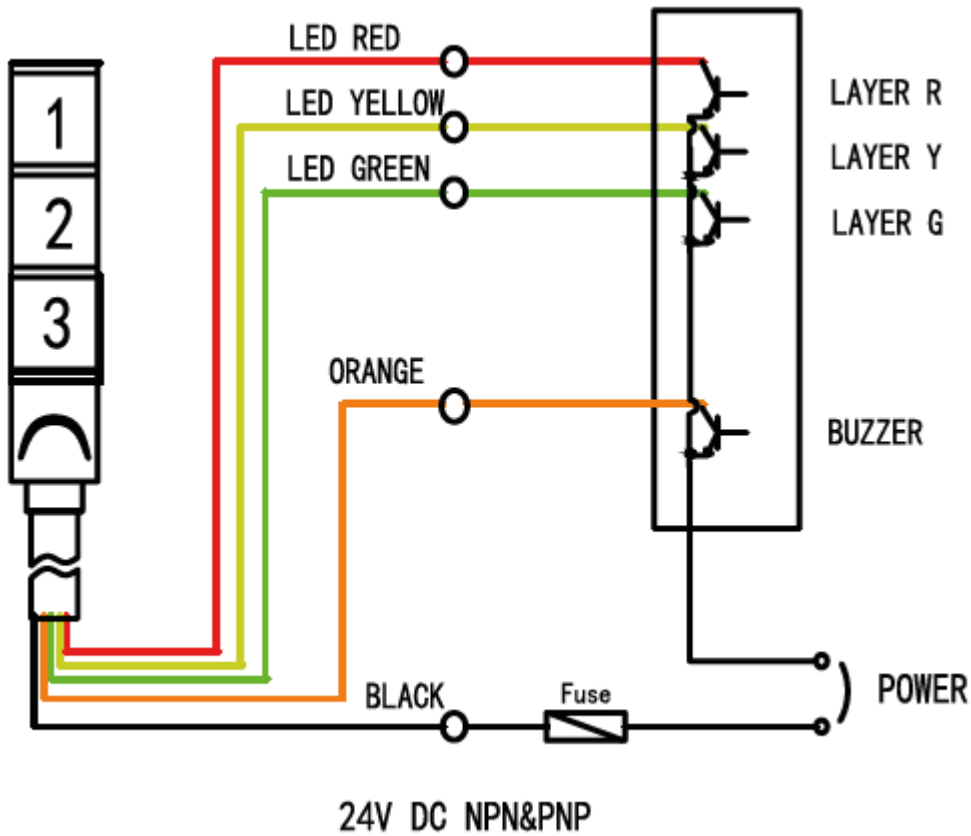 LED RED
LAYER R
1
LED YELLOW
LAYER Y
LED GREEN
LAYER G
2
3
ORANGE
BUZZER
BLACK
Fuse
POWER
24V DC NPN&PNP